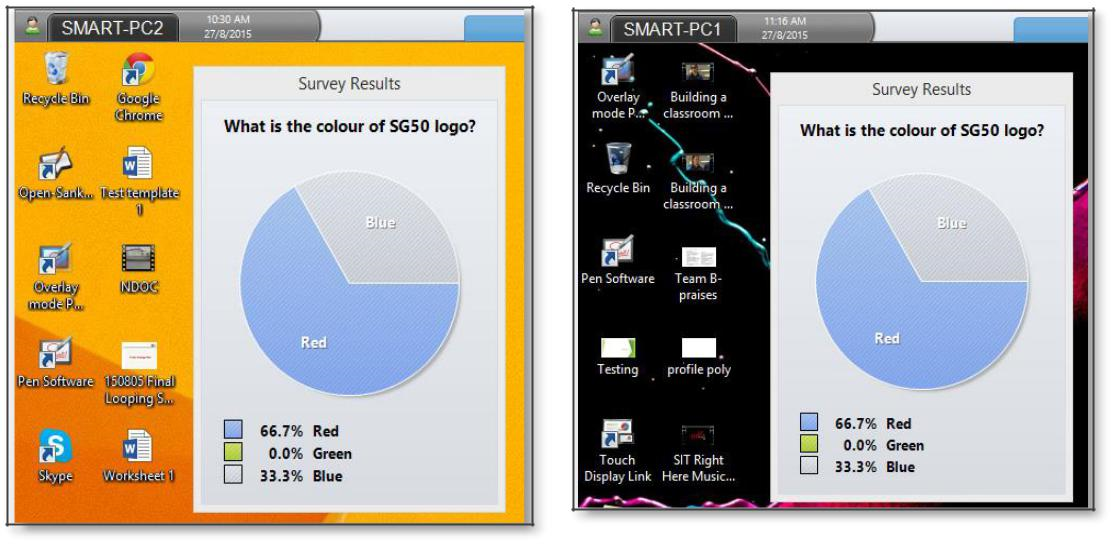 SMART-PC2
10:30 AM
27/8/2015
Recycle Bin
Google
Chrome
Open-Sank...
Test template
1
Overlay
mode P...
NDOC
Pen Software
150805 Final
Looping S...
Skype
Worksheet 1
Survey Results
What is the colour of SG50 logo?
Blue
Red
66.7% Red
0.0% Green
33.3% Blue
SMART-PC1
11:16 AM
27/8/2015
Overlay
mode P...
Building a
classroom ...
Recycle Bin
Building a
classroom ...
Pen Software
Team B-
praises
Testing
profile poly
Touch
Display Link
SIT Right
Here Music...
Survey Results
What is the colour of SG50 logo?
Blue
Red
66.7% Red
0.0% Green
33.3% Blue